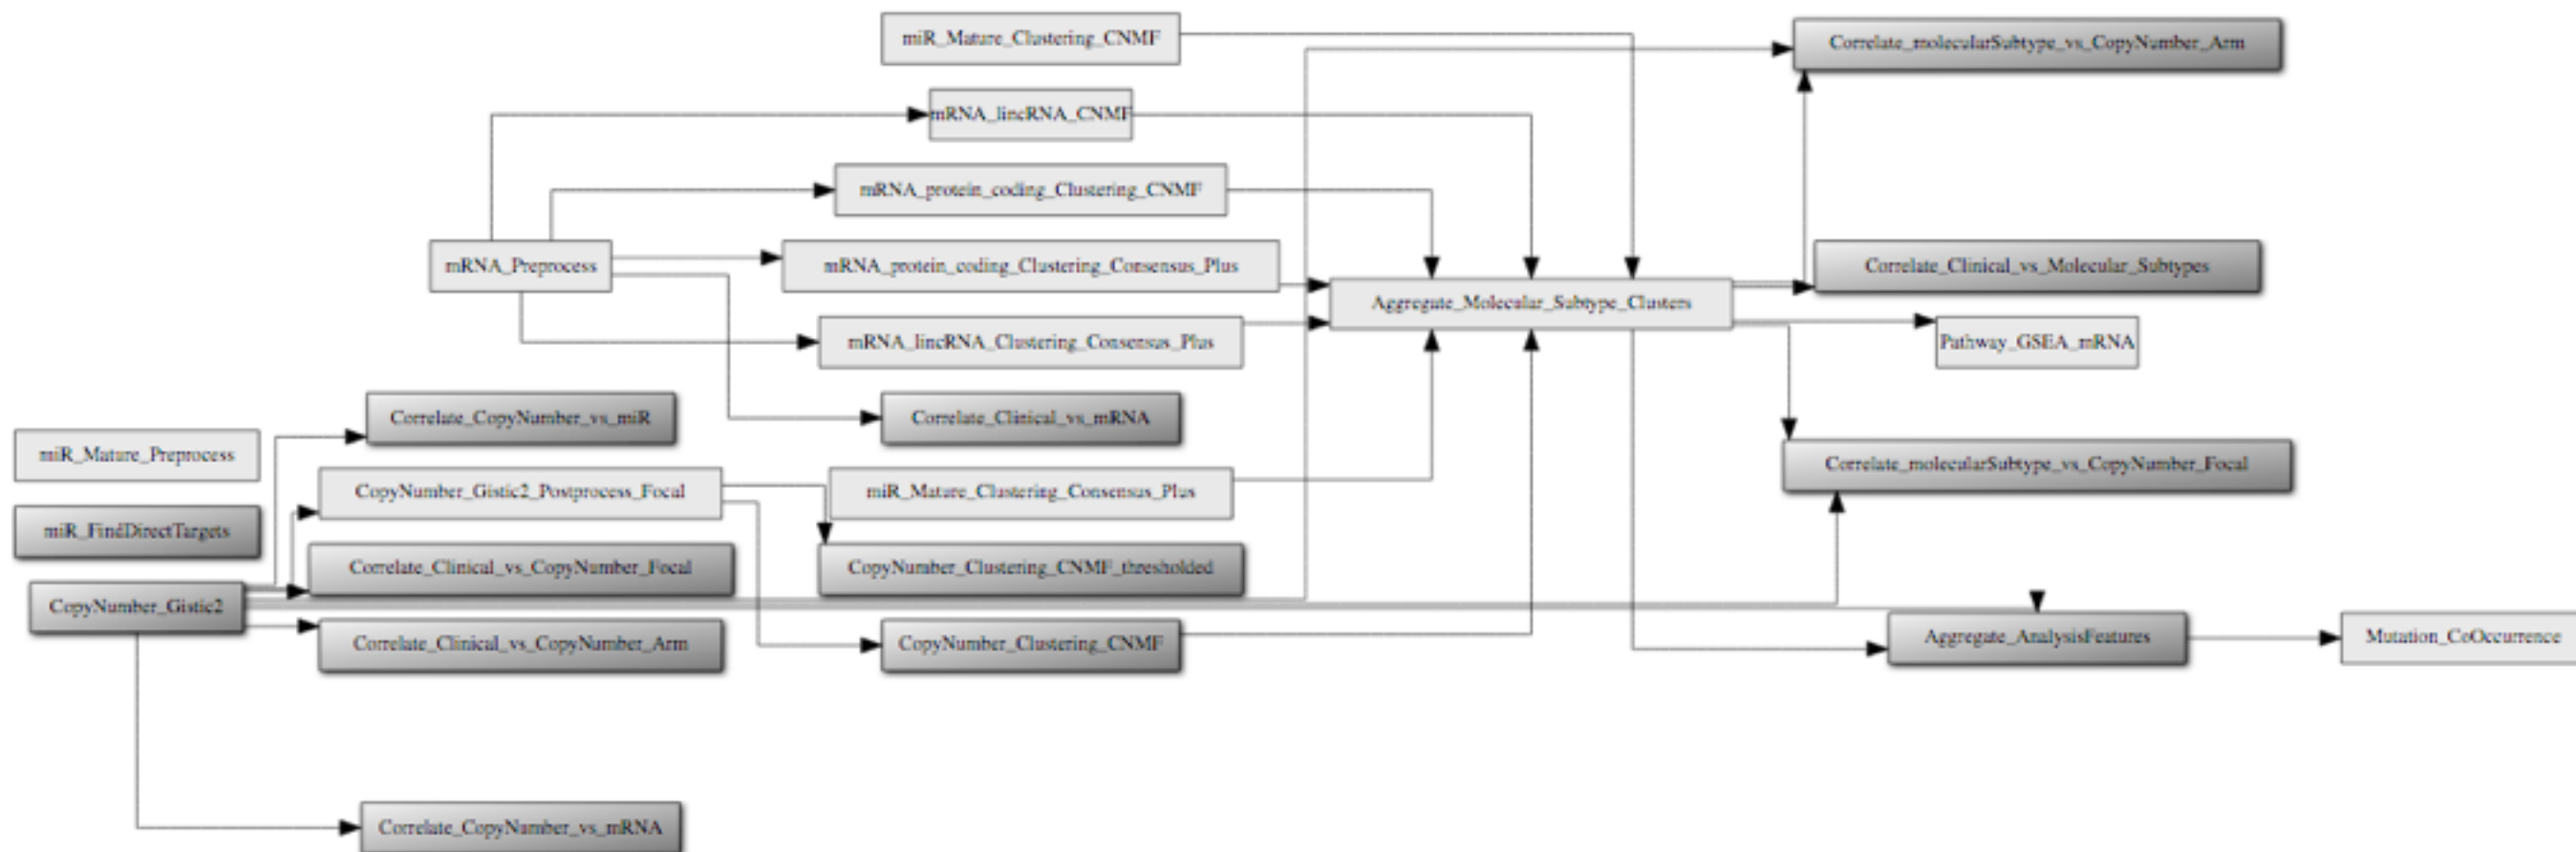 miR_Mature_Clustering_CNMF
Correlate_molecularSubtype_vs_CopyNumber_Arm
mRNA_lincRNA_CNMF
mRNA_protein_coding_Clustering_CNMF
mRNA_Preprocess
mRNA_protein_coding_Clustering_Consensus_Plus
Correlate_Clinical_vs_Molecular_Subtypes
Aggregate_Molecular_Subtype_Clusters
mRNA_lincRNA_Clustering_Consensus_Plus
Pathway_GSEA_mRNA
Correlate_CopyNumber_vs_miR
Correlate_Clinical_vs_mRNA
miR_Mature_Preprocess
Correlate_molecularSubtype_vs_CopyNumber_Focal
CopyNumber_Gistic2_Postprocess_Focal
miR_Mature_Clustering_Consensus_Plus
miR_FindDirectTargets
Correlate_Clinical_vs_CopyNumber_Focal
CopyNumber_Clustering_CNMF_thresholded
CopyNumber_Gistic2
Correlate_Clinical_vs_CopyNumber_Arm
CopyNumber_Clustering_CNMF
Aggregate_AnalysisFeatures
Mutation_CoOccurrence
Correlate_CopyNumber_vs_mRNA